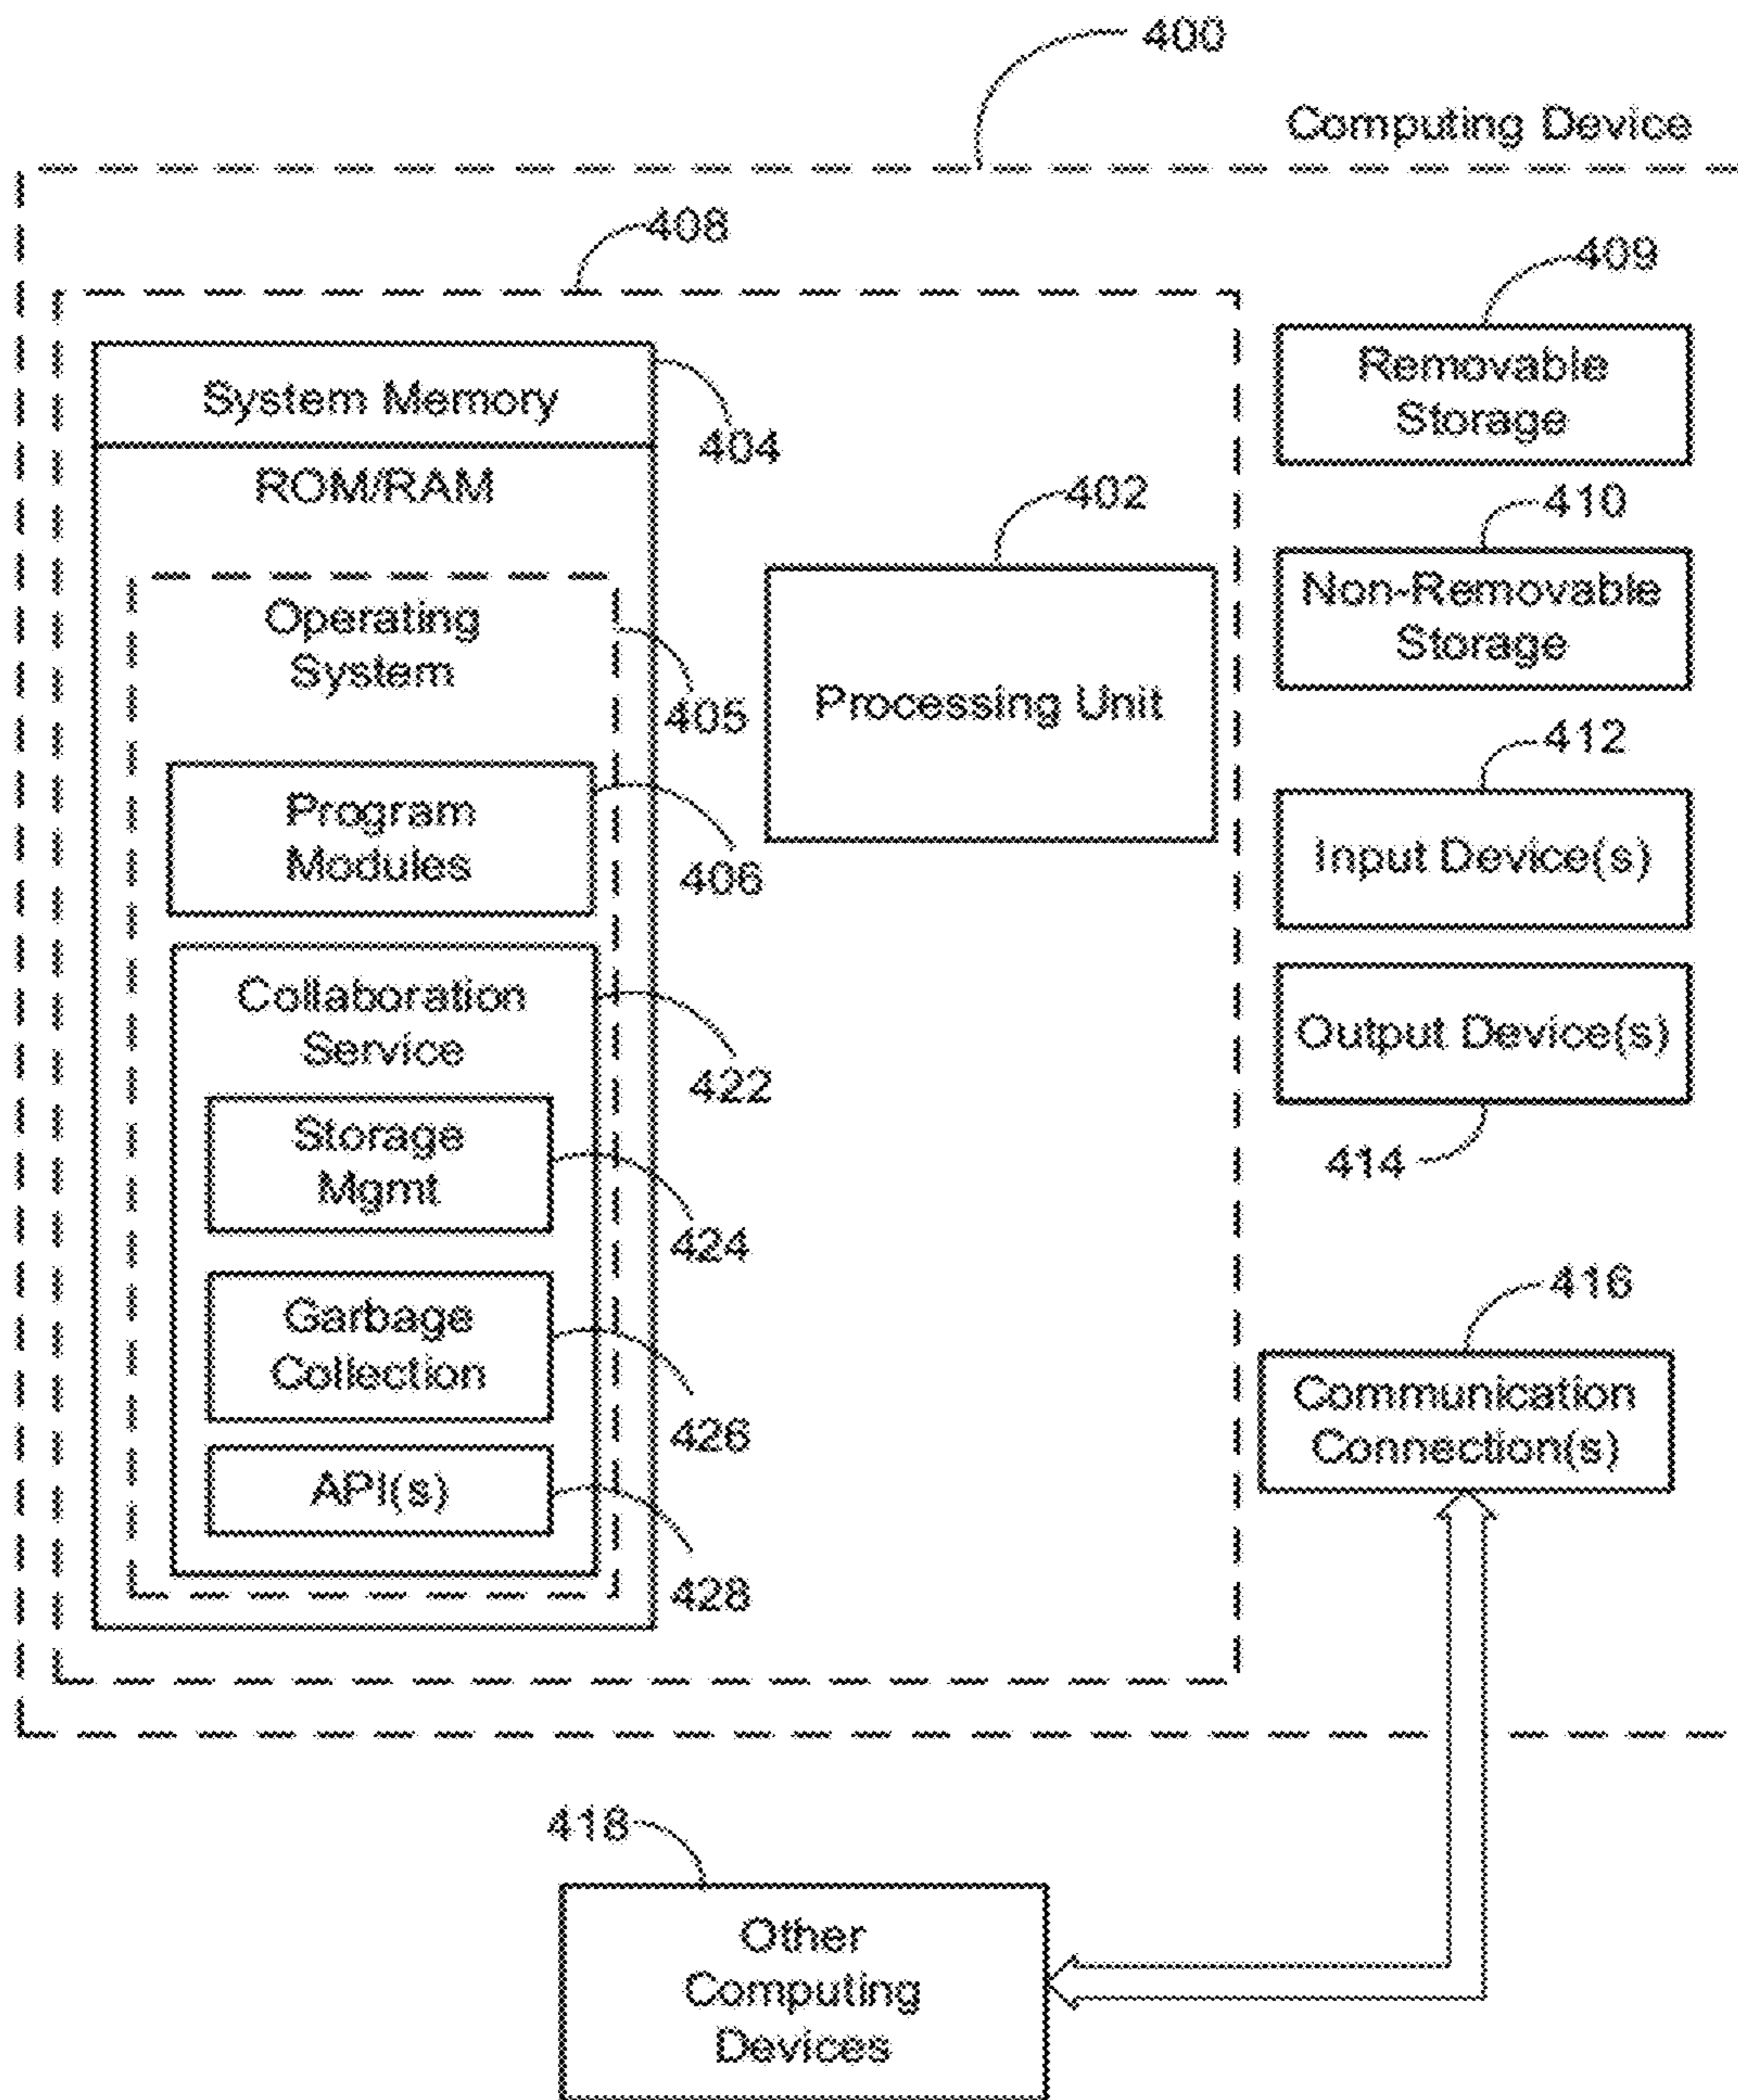 400
Computing Device
408
409
System Memory
404
Removable
Storage
ROM/RAM
402
410
Operating
System
405
Processing Unit
Non-Removable
Storage
412
Program
Modules
406
Input Device(s)
Collaboration
Service
422
Output Device(s)
414
Storage
Mgmt
424
416
Garbage
Collection
426
Communication
Connection(s)
API(s)
428
418
Other
Computing
Devices